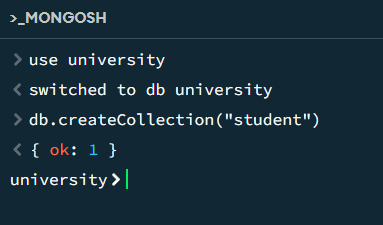 >_MONGOSH
> use university
< switched to db university
> db.createCollection("student")
< { ok: 1 }
university>